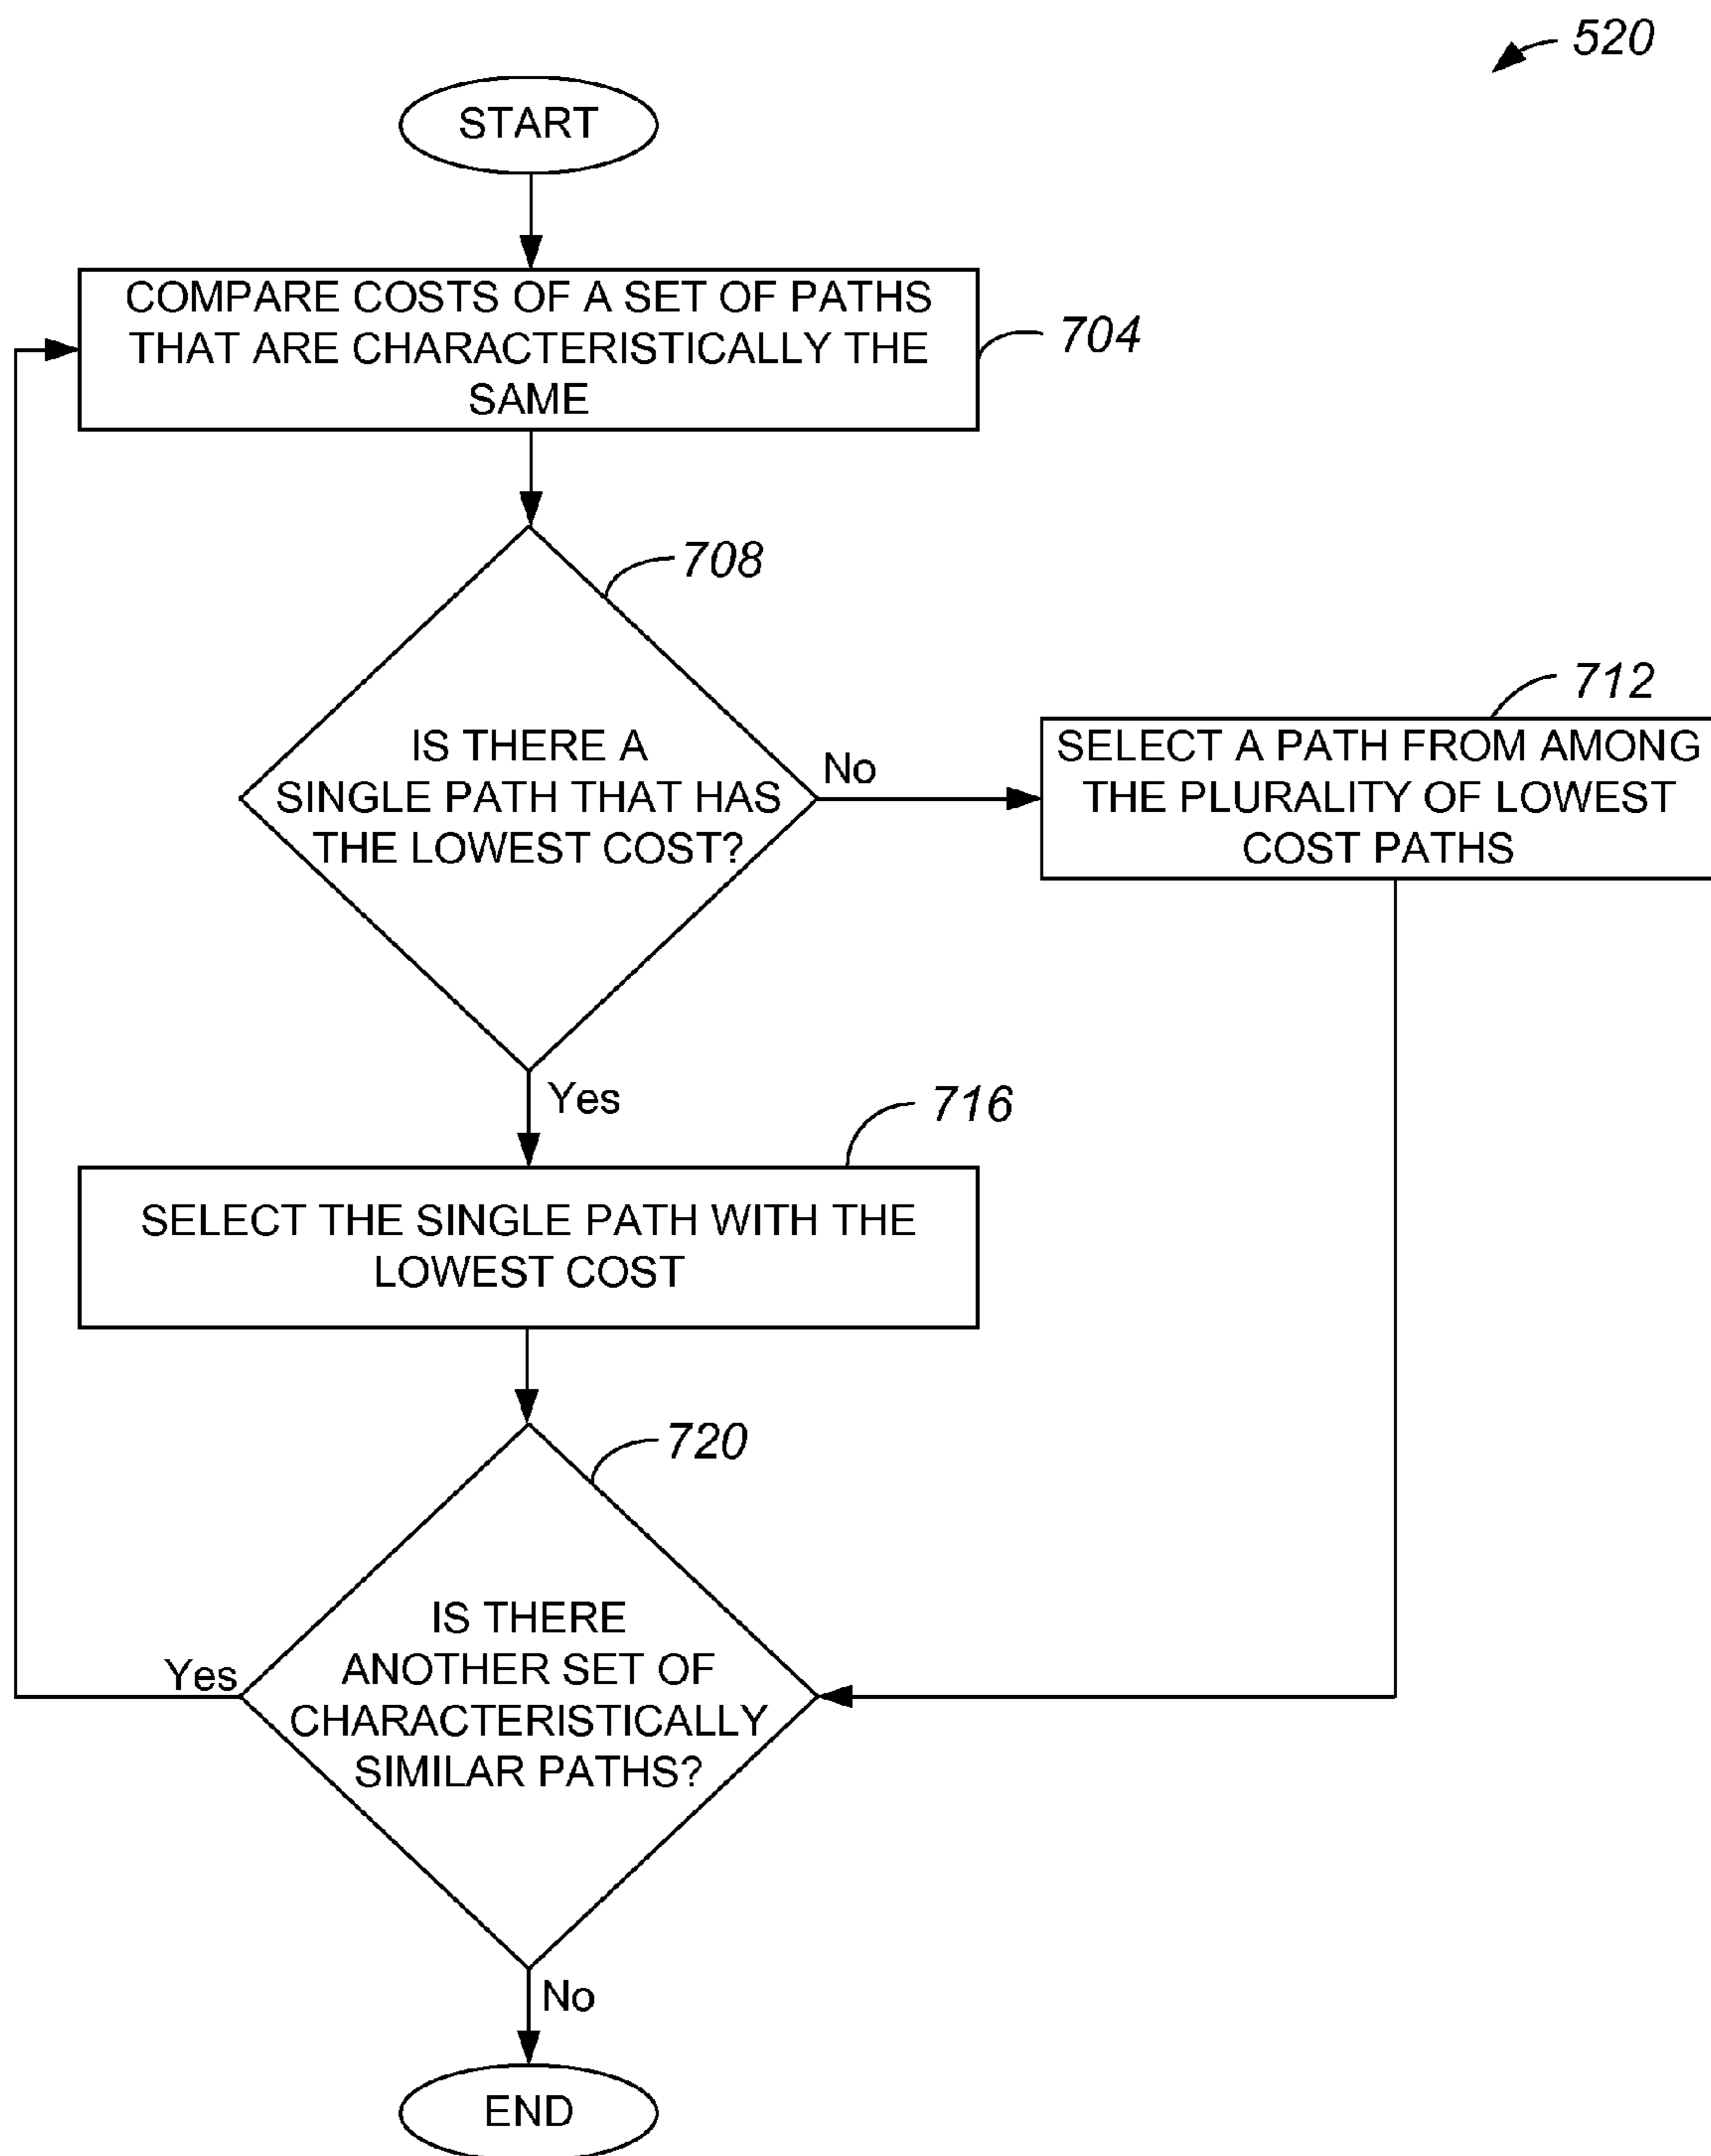 520
START
COMPARE COSTS OF A SET OF PATHS
THAT ARE CHARACTERISTICALLY THE
SAME
704
708
IS THERE A
SINGLE PATH THAT HAS
THE LOWEST COST?
No
712
SELECT A PATH FROM AMONG
THE PLURALITY OF LOWEST
COST PATHS
Yes
716
SELECT THE SINGLE PATH WITH THE
LOWEST COST
720
IS THERE
ANOTHER SET OF
CHARACTERISTICALLY
SIMILAR PATHS?
Yes
No
END